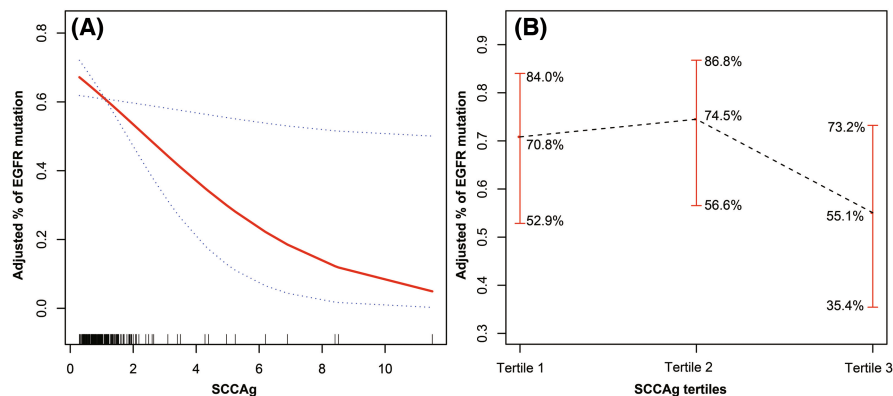 (A)
Adjusted % of EGFR mutation
0.8
0.6
0.4
0.2
0.0
0 2 4 6 8 10
SCCAg
(B)
Adjusted % of EGFR mutation
0.9
0.8
0.7
0.6
0.5
0.4
0.3
84.0%
70.8%
52.9%
86.8%
74.5%
56.6%
73.2%
55.1%
35.4%
Tertile 1 Tertile 2 Tertile 3
SCCAg tertiles